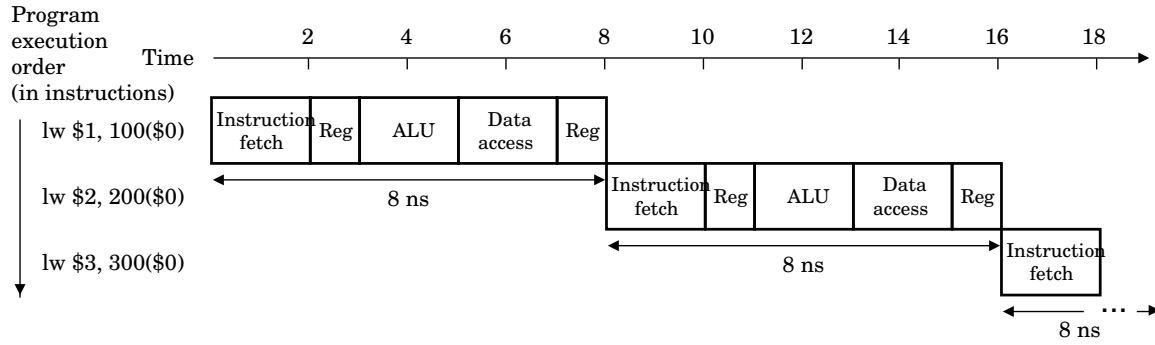 Program
execution
order
(in instructions)
Time
2 4 6 8 10 12 14 16 18
lw $1, 100($0)
Instruction
fetch
Reg
ALU
Data
access
Reg
8 ns
lw $2, 200($0)
Instruction
fetch
Reg
ALU
Data
access
Reg
8 ns
lw $3, 300($0)
Instruction
fetch
...
8 ns